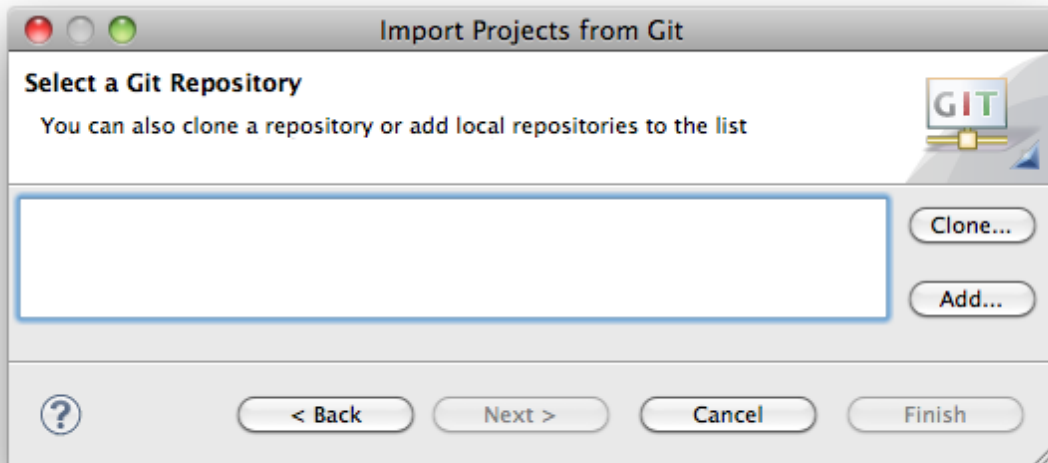 Import Projects from Git
Select a Git Repository
You can also clone a repository or add local repositories to the list
GIT
Clone...
Add...
?
< Back
Next >
Cancel
Finish